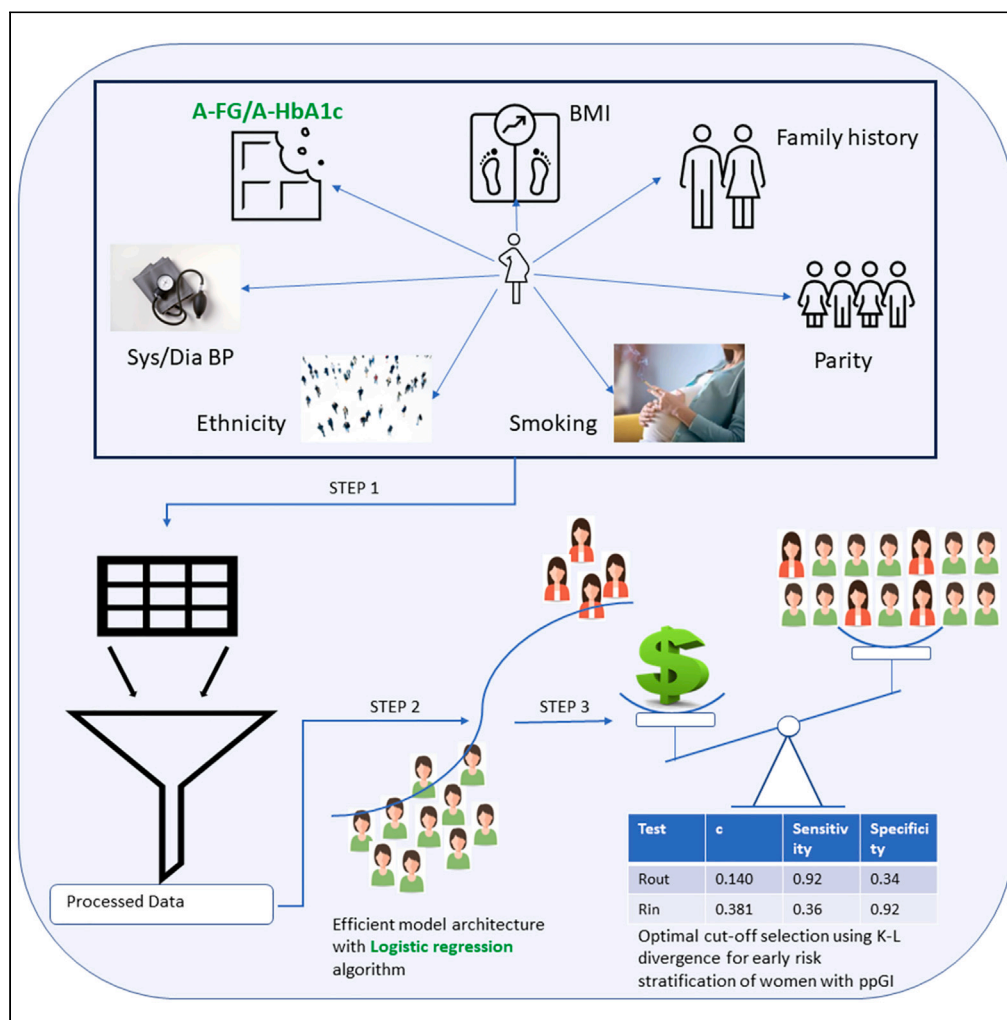 A-FG/A-HbA1c
BMI
Family history
Sys/Dia BP
Parity
Ethnicity
Smoking
STEP 1
STEP 2
STEP 3
Processed Data
Efficient model architecture
with Logistic regression
algorithm
$
Test c Sensitiv Specifici
ity ty
Rout 0.140 0.92 0.34
Rin 0.381 0.36 0.92
Optimal cut-off selection using K-L
divergence for early risk
stratification of women with ppGI